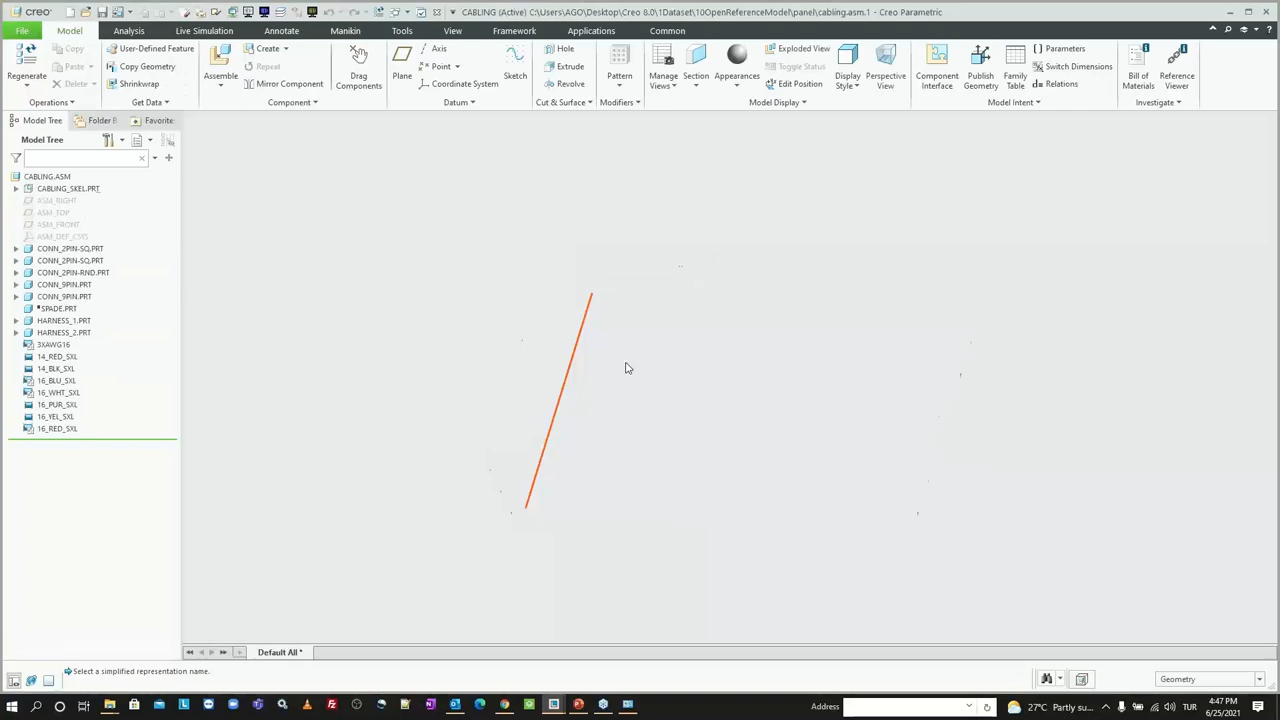 creo
CABLING (Active) C:\Users\AGO\Desktop\Creo 8.0\1Dataset\10OpenReferenceModel\panel\cabling.asm.1 - Creo Parametric
File Model Analysis Live Simulation Annotate Manikin Tools View Framework Applications Common
Regenerate
Copy
Paste
Delete
Operations
User-Defined Feature
Copy Geometry
Shrinkwrap
Get Data
Assemble
Create
Repeat
Mirror Component
Component
Drag Components
Plane
Axis
Point
Coordinate System
Sketch
Datum
Hole
Extrude
Revolve
Cut & Surface
Pattern
Modifiers
Manage Views
Section
Appearances
Exploded View
Toggle Status
Edit Position
Display Style
Perspective View
Model Display
Component Interface
Publish Geometry
Family Table
Parameters
Switch Dimensions
Relations
Model Intent
Bill of Materials
Reference Viewer
Investigate
Model Tree Folder B Favorite:
Model Tree
CABLING.ASM
CABLING_SKEL.PRT
ASM_RIGHT
ASM_TOP
ASM_FRONT
ASM_DEF_CSYS
CONN_2PIN-SQ.PRT
CONN_2PIN-SQ.PRT
CONN_2PIN-RND.PRT
CONN_9PIN.PRT
CONN_9PIN.PRT
SPADE.PRT
HARNESS_1.PRT
HARNESS_2.PRT
3XAWG16
14_RED_SXL
14_BLK_SXL
16_BLU_SXL
16_WHT_SXL
16_PUR_SXL
16_YEL_SXL
16_RED_SXL
Default All *
Select a simplified representation name.
Geometry
Address
27°C Partly su...
TUR
4:47 PM
6/25/2021